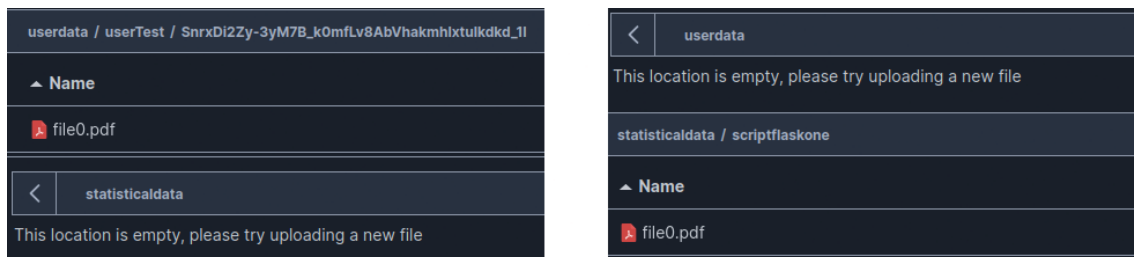 userdata / userTest / SnrxDi2Zy-3yM7B_k0mfLv8AbVhakmhlxtulkdkd_1l
Name
file0.pdf
statisticaldata
This location is empty, please try uploading a new file
userdata
This location is empty, please try uploading a new file
statisticaldata / scriptflaskone
Name
file0.pdf